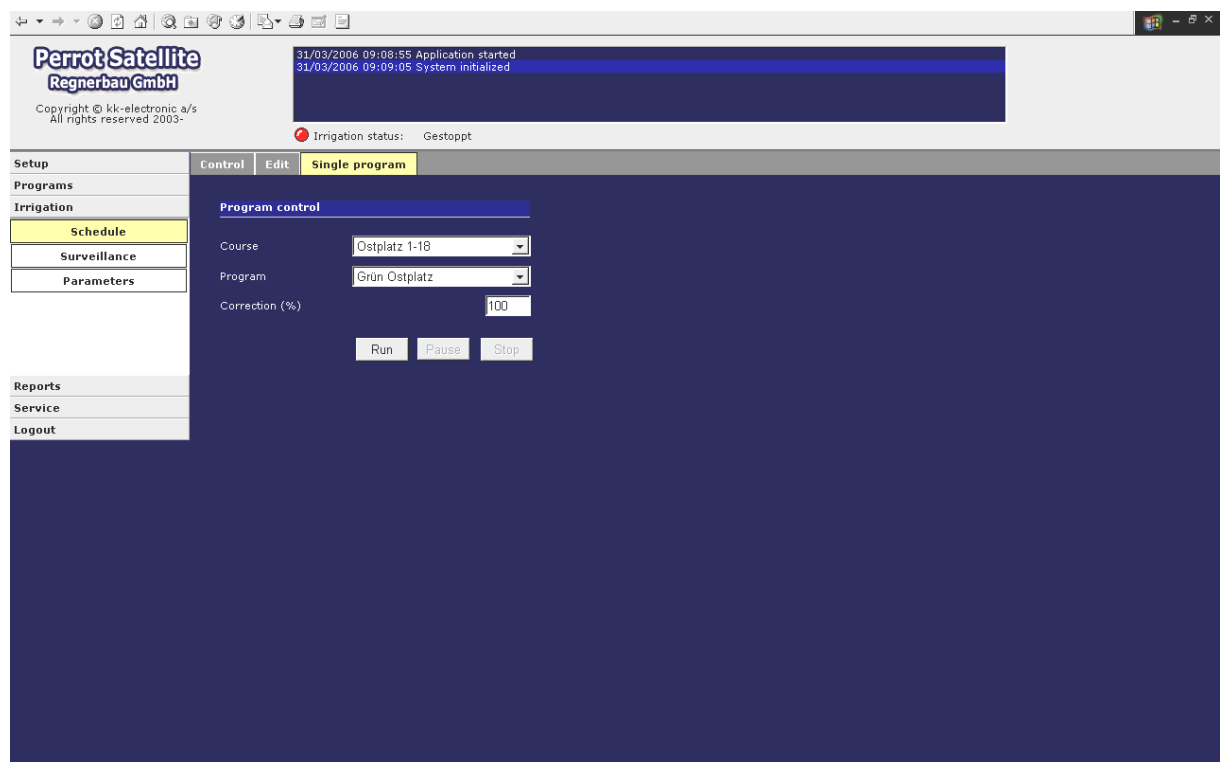 Perrot Satellite
Regnerbau GmbH
Copyright © kk-electronic a/s
All rights reserved 2003-
31/03/2006 09:08:55 Application started
31/03/2006 09:09:05 System initialized
Irrigation status: Gestoppt
Setup
Programs
Irrigation
Schedule
Surveillance
Parameters
Reports
Service
Logout
Control Edit Single program
Program control
Course Ostplatz 1-18
Program Grün Ostplatz
Correction (%) 100
Run Pause Stop